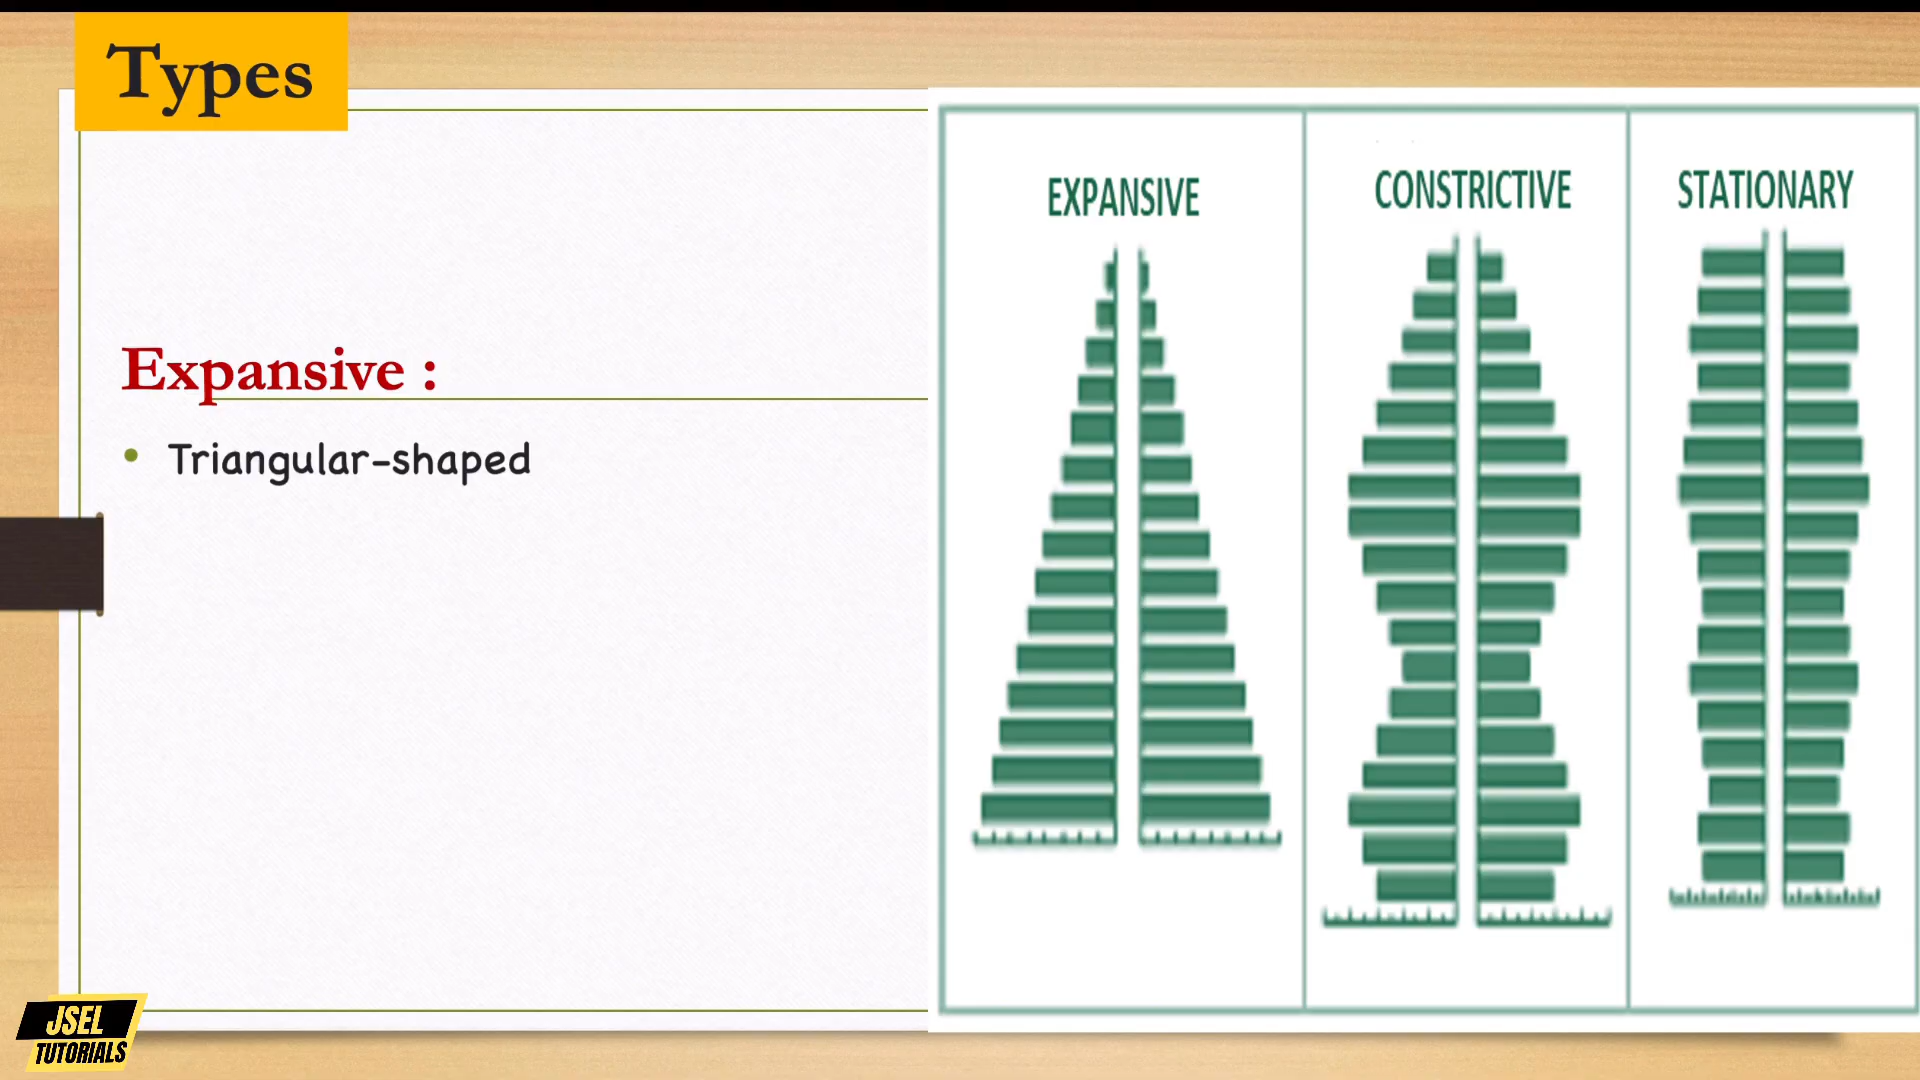 Types
Expansive :
• Triangular-shaped
EXPANSIVE
CONSTRICTIVE
STATIONARY
JSEL
TUTORIALS